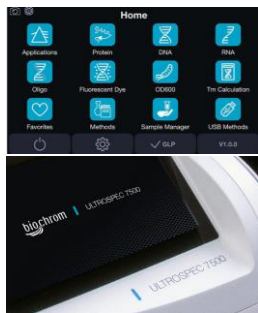 Home
Applications Protein DNA RNA
Oligo Fluorescent Dye OD600 Tm Calculation
Favorites Methods Sample Manager USB Methods
GLP V1.0.0
biochrom ULTROSPEC 7500
ULTROSPEC 7500